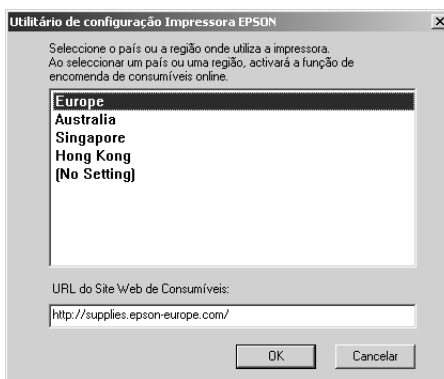 Utilitário de configuração Impressora EPSON
Seleccione o país ou a região onde utiliza a impressora.
Ao seleccionar um país ou uma região, activará a função de
encomenda de consumíveis online.
Europe
Australia
Singapore
Hong Kong
(No Setting)
URL do Site Web de Consumíveis:
http://supplies.epson-europe.com/
OK
Cancelar